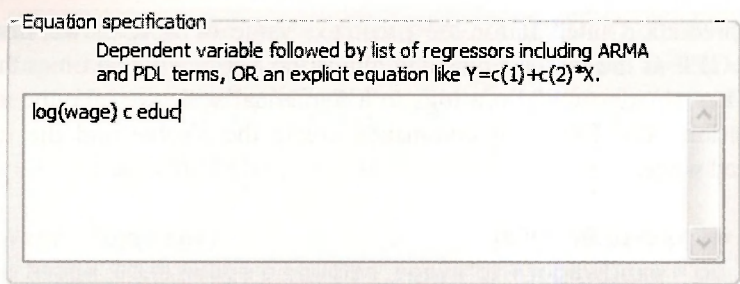 Equation specification
Dependent variable followed by list of regressors including ARMA
and PDL terms, OR an explicit equation like Y=c(1)+c(2)*X.
log(wage) c educ